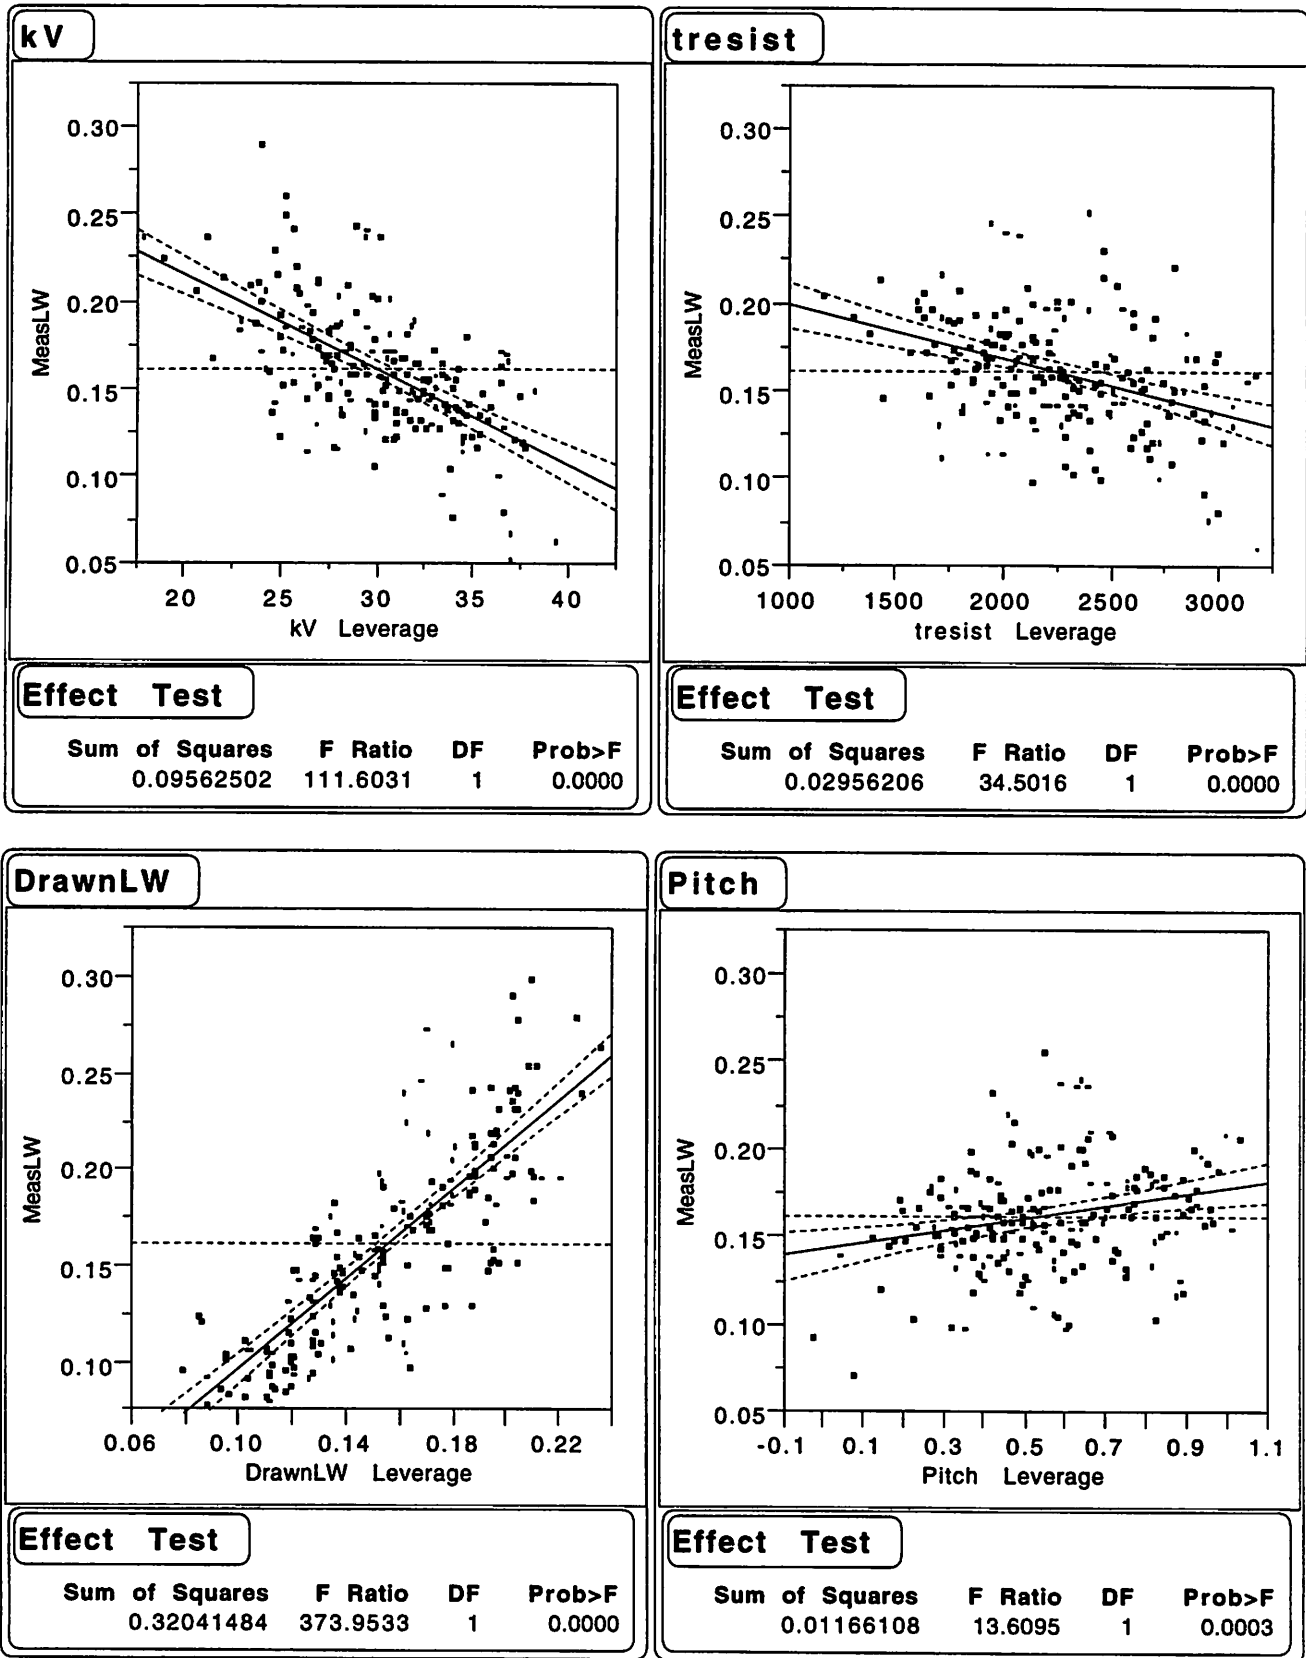 kV
0.30
0.25
0.20
0.15
0.10
0.05
MeasLW
20 25 30 35 40
kV Leverage
Effect Test
Sum of Squares F Ratio DF Prob>F
0.09562502 111.6031 1 0.0000
tresist
0.30
0.25
0.20
0.15
0.10
0.05
MeasLW
1000 1500 2000 2500 3000
tresist Leverage
Effect Test
Sum of Squares F Ratio DF Prob>F
0.02956206 34.5016 1 0.0000
DrawnLW
0.30
0.25
0.20
0.15
0.10
MeasLW
0.06 0.10 0.14 0.18 0.22
DrawnLW Leverage
Effect Test
Sum of Squares F Ratio DF Prob>F
0.32041484 373.9533 1 0.0000
Pitch
0.30
0.25
0.20
0.15
0.10
0.05
MeasLW
-0.1 0.1 0.3 0.5 0.7 0.9 1.1
Pitch Leverage
Effect Test
Sum of Squares F Ratio DF Prob>F
0.01166108 13.6095 1 0.0003